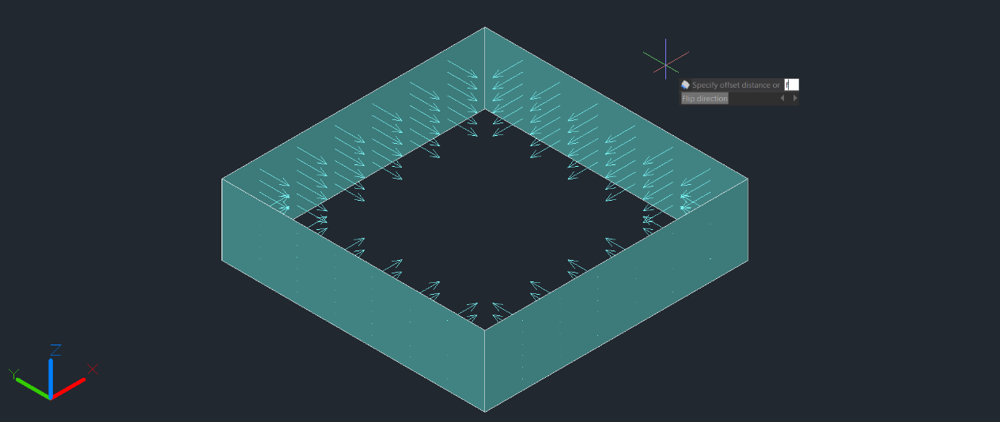 Specify offset distance or f
Flip direction
Z
Y X